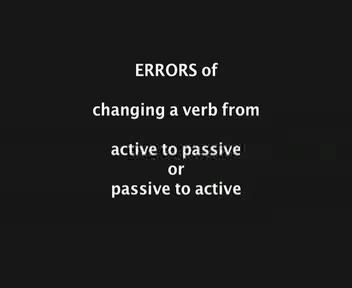 ERRORS of
changing a verb from
active to passive
or
passive to active